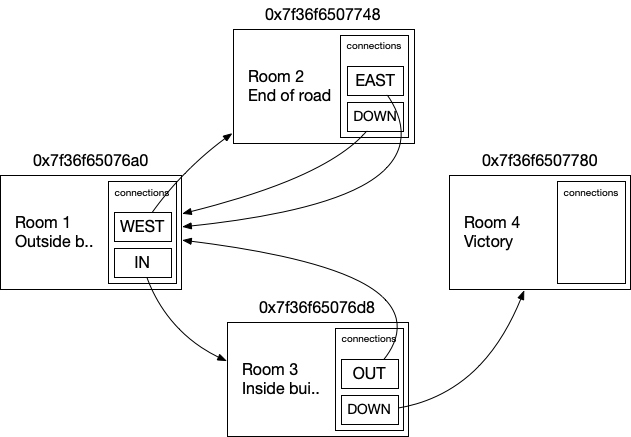 0x7f36f6507748
connections
Room 2
End of road
EAST
DOWN
0x7f36f65076a0
connections
Room 1
Outside b..
WEST
IN
0x7f36f6507780
connections
Room 4
Victory
0x7f36f65076d8
connections
Room 3
Inside bui..
OUT
DOWN